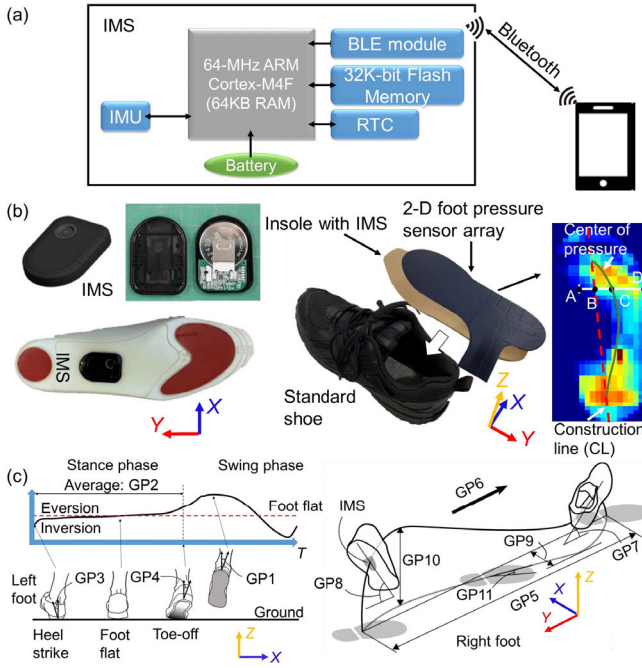 (a)
IMS
64-MHz ARM
Cortex-M4F
(64KB RAM)
BLE module
32K-bit Flash
Memory
RTC
IMU
Battery
Bluetooth
(b)
IMS
IMS
Y
X
Insole with IMS
2-D foot pressure
sensor array
Standard
shoe
Z
X
Y
Center of
pressure
A
B
C
D
Construction
line (CL)
(c)
Stance phase
Swing phase
Average: GP2
Eversion
Inversion
Foot flat
T
Left
foot
GP3
GP4
GP1
Ground
Heel
strike
Foot
flat
Toe-off
Z
X
GP6
IMS
GP10
GP8
GP9
GP7
GP11
GP5
Right foot
X
Z
Y